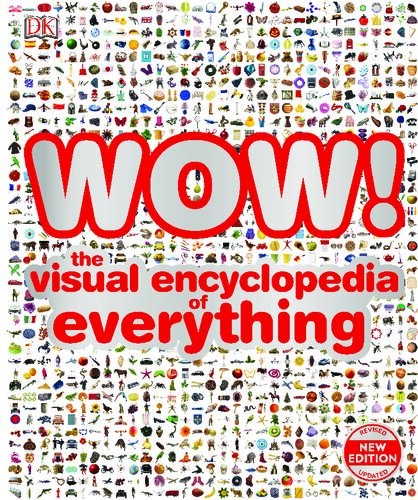 DK
WOW!
the
visual encyclopedia
of
everything
REVISED
NEW
EDITION
UPDATED